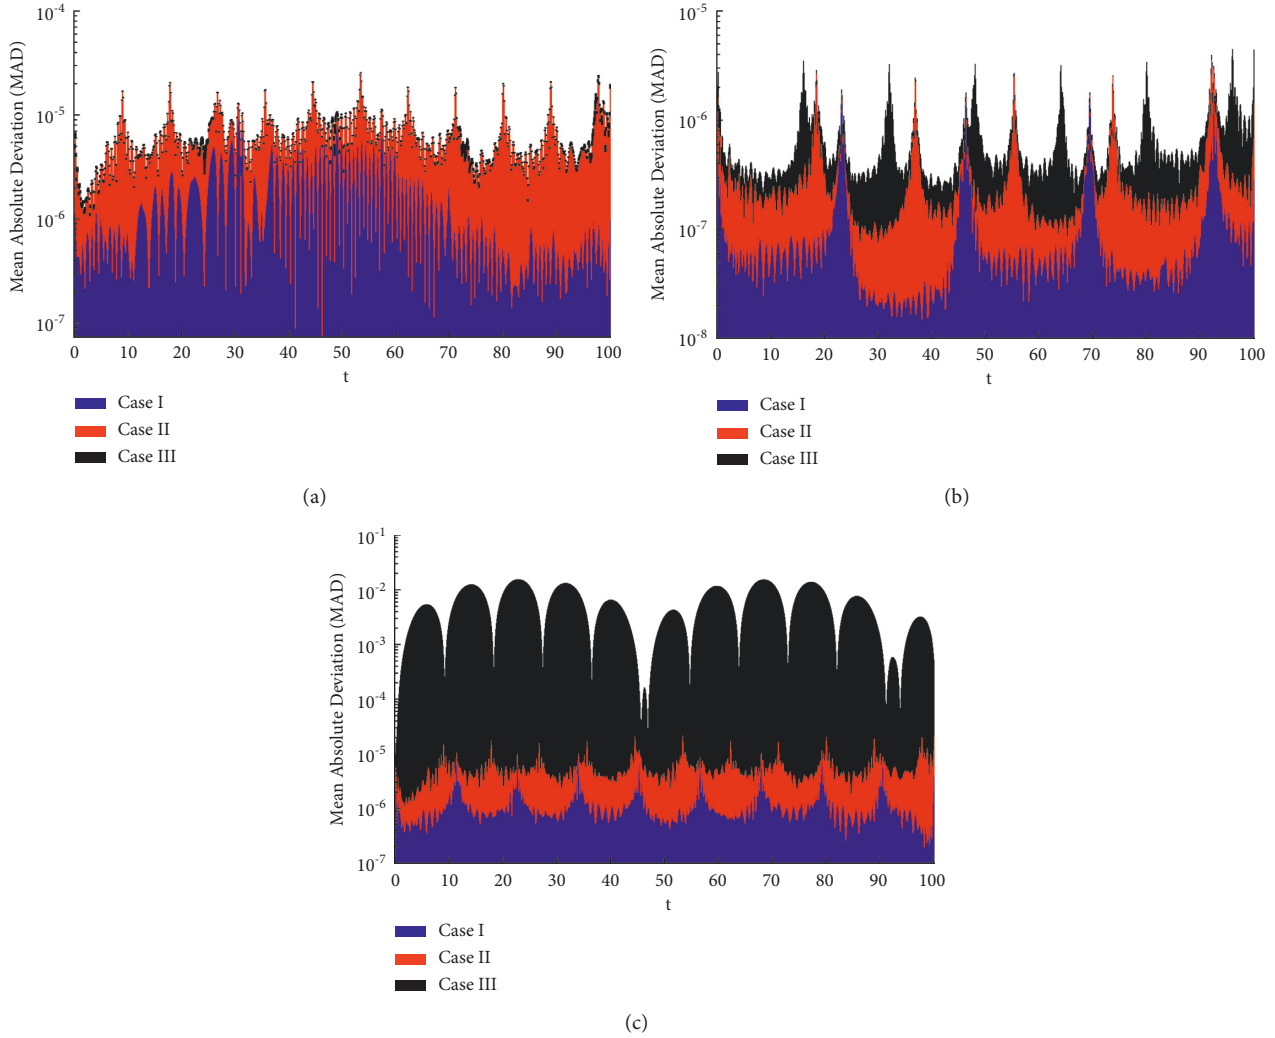 Mean Absolute Deviation (MAD)
10-4
10-5
10-6
10-7
0 10 20 30 40 50 60 70 80 90 100
t
Case I
Case II
Case III
(a)
Mean Absolute Deviation (MAD)
10-5
10-6
10-7
10-8
0 10 20 30 40 50 60 70 80 90 100
t
Case I
Case II
Case III
(b)
Mean Absolute Deviation (MAD)
10-1
10-2
10-3
10-4
10-5
10-6
10-7
0 10 20 30 40 50 60 70 80 90 100
t
Case I
Case II
Case III
(c)